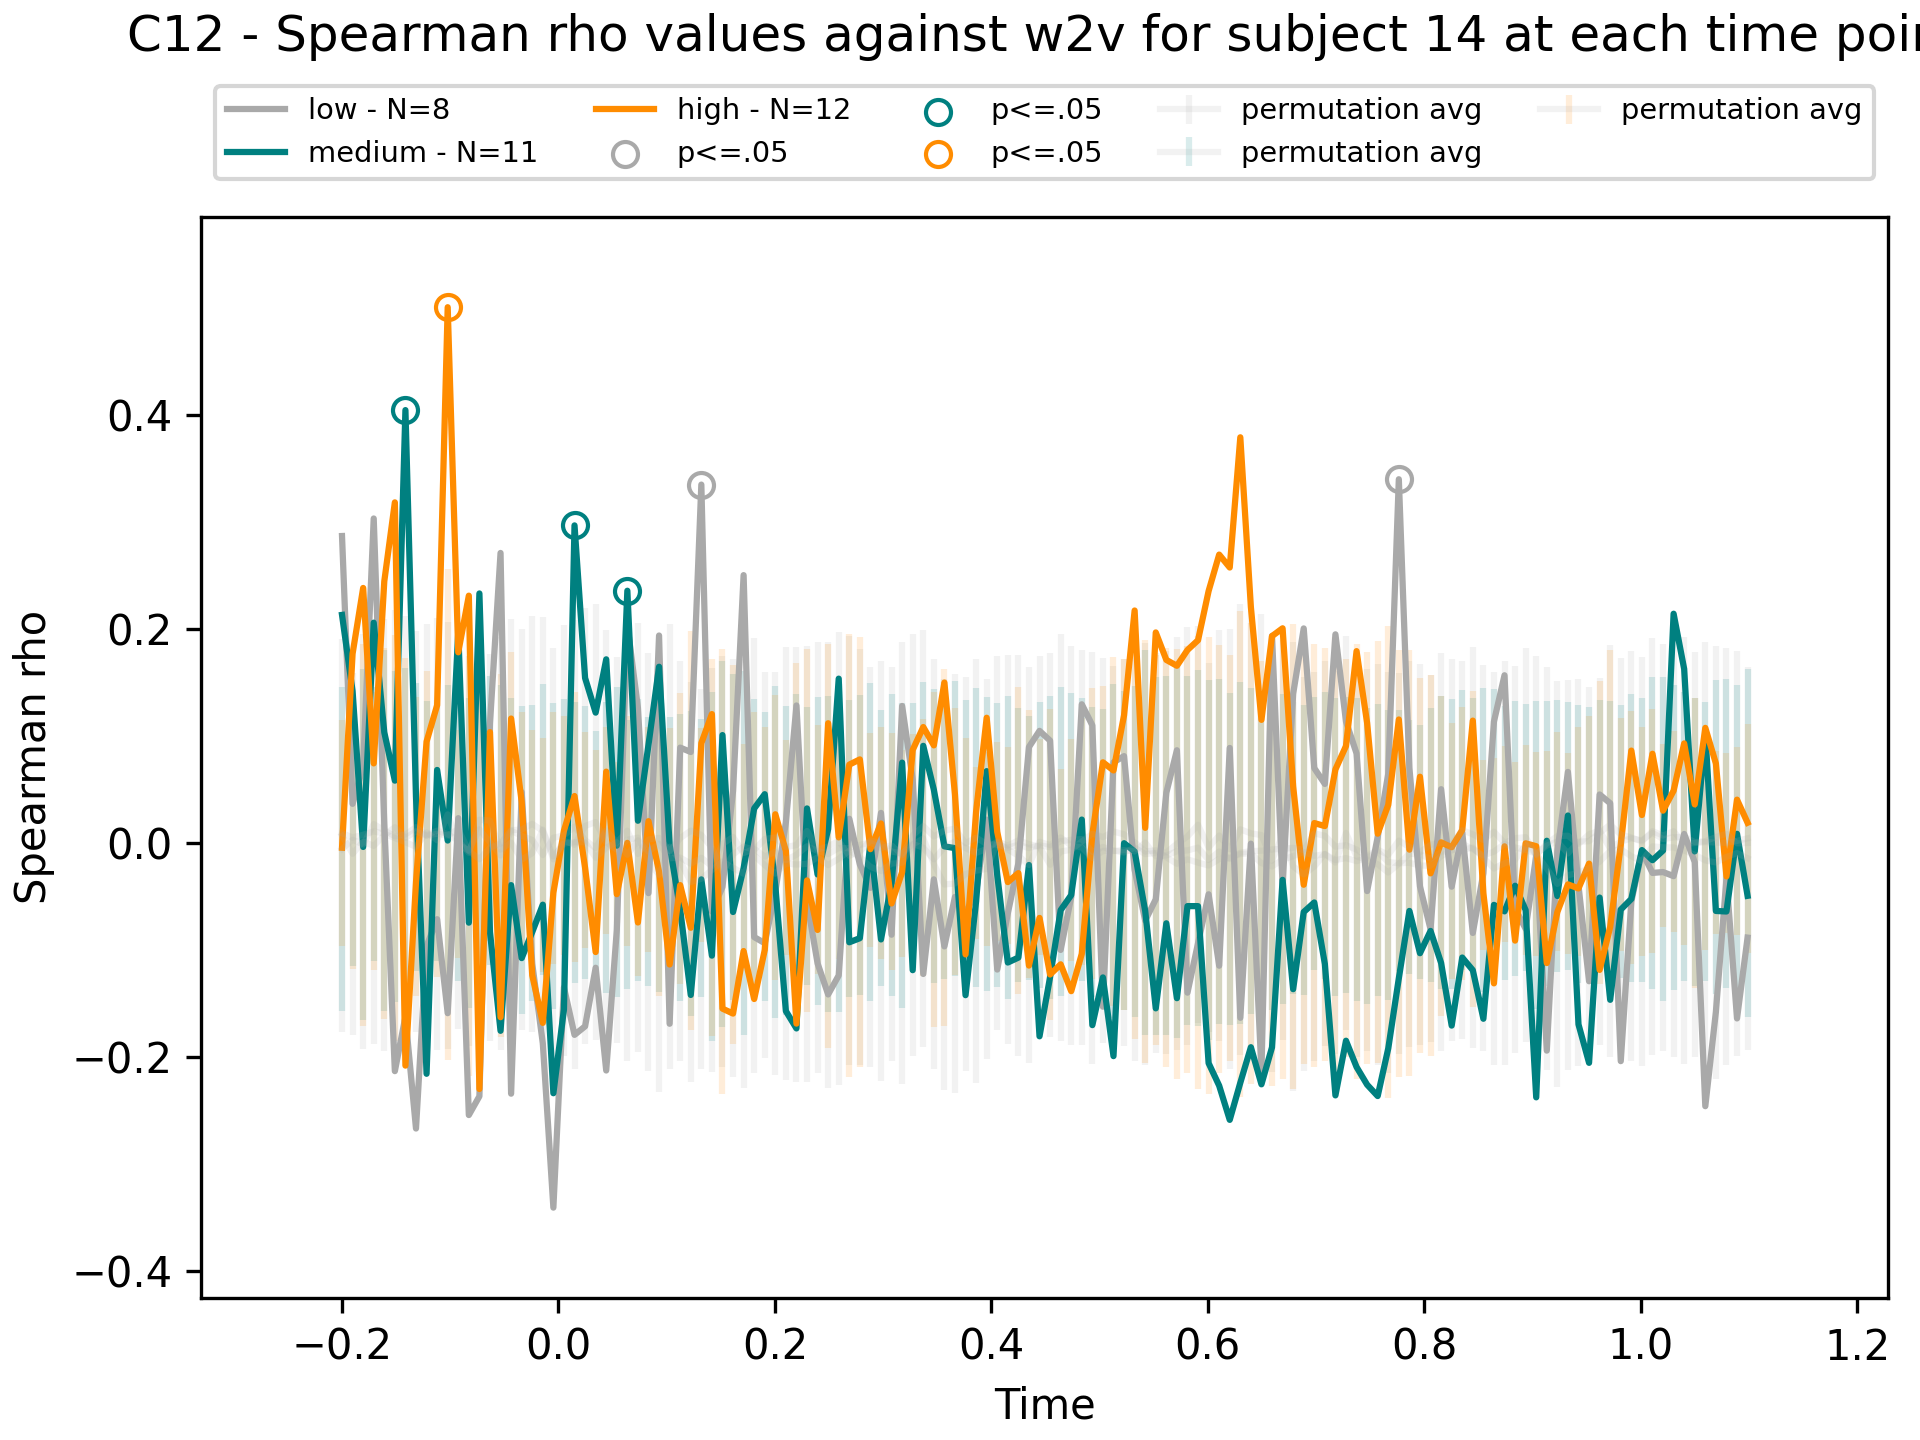 C12 - Spearman rho values against w2v for subject 14 at each time poi
low - N=8
medium - N=11
high - N=12
p<=.05
p<=.05
p<=.05
permutation avg
permutation avg
permutation avg
Spearman rho
0.4
0.2
0.0
−0.2
−0.4
−0.2 0.0 0.2 0.4 0.6 0.8 1.0 1.2
Time